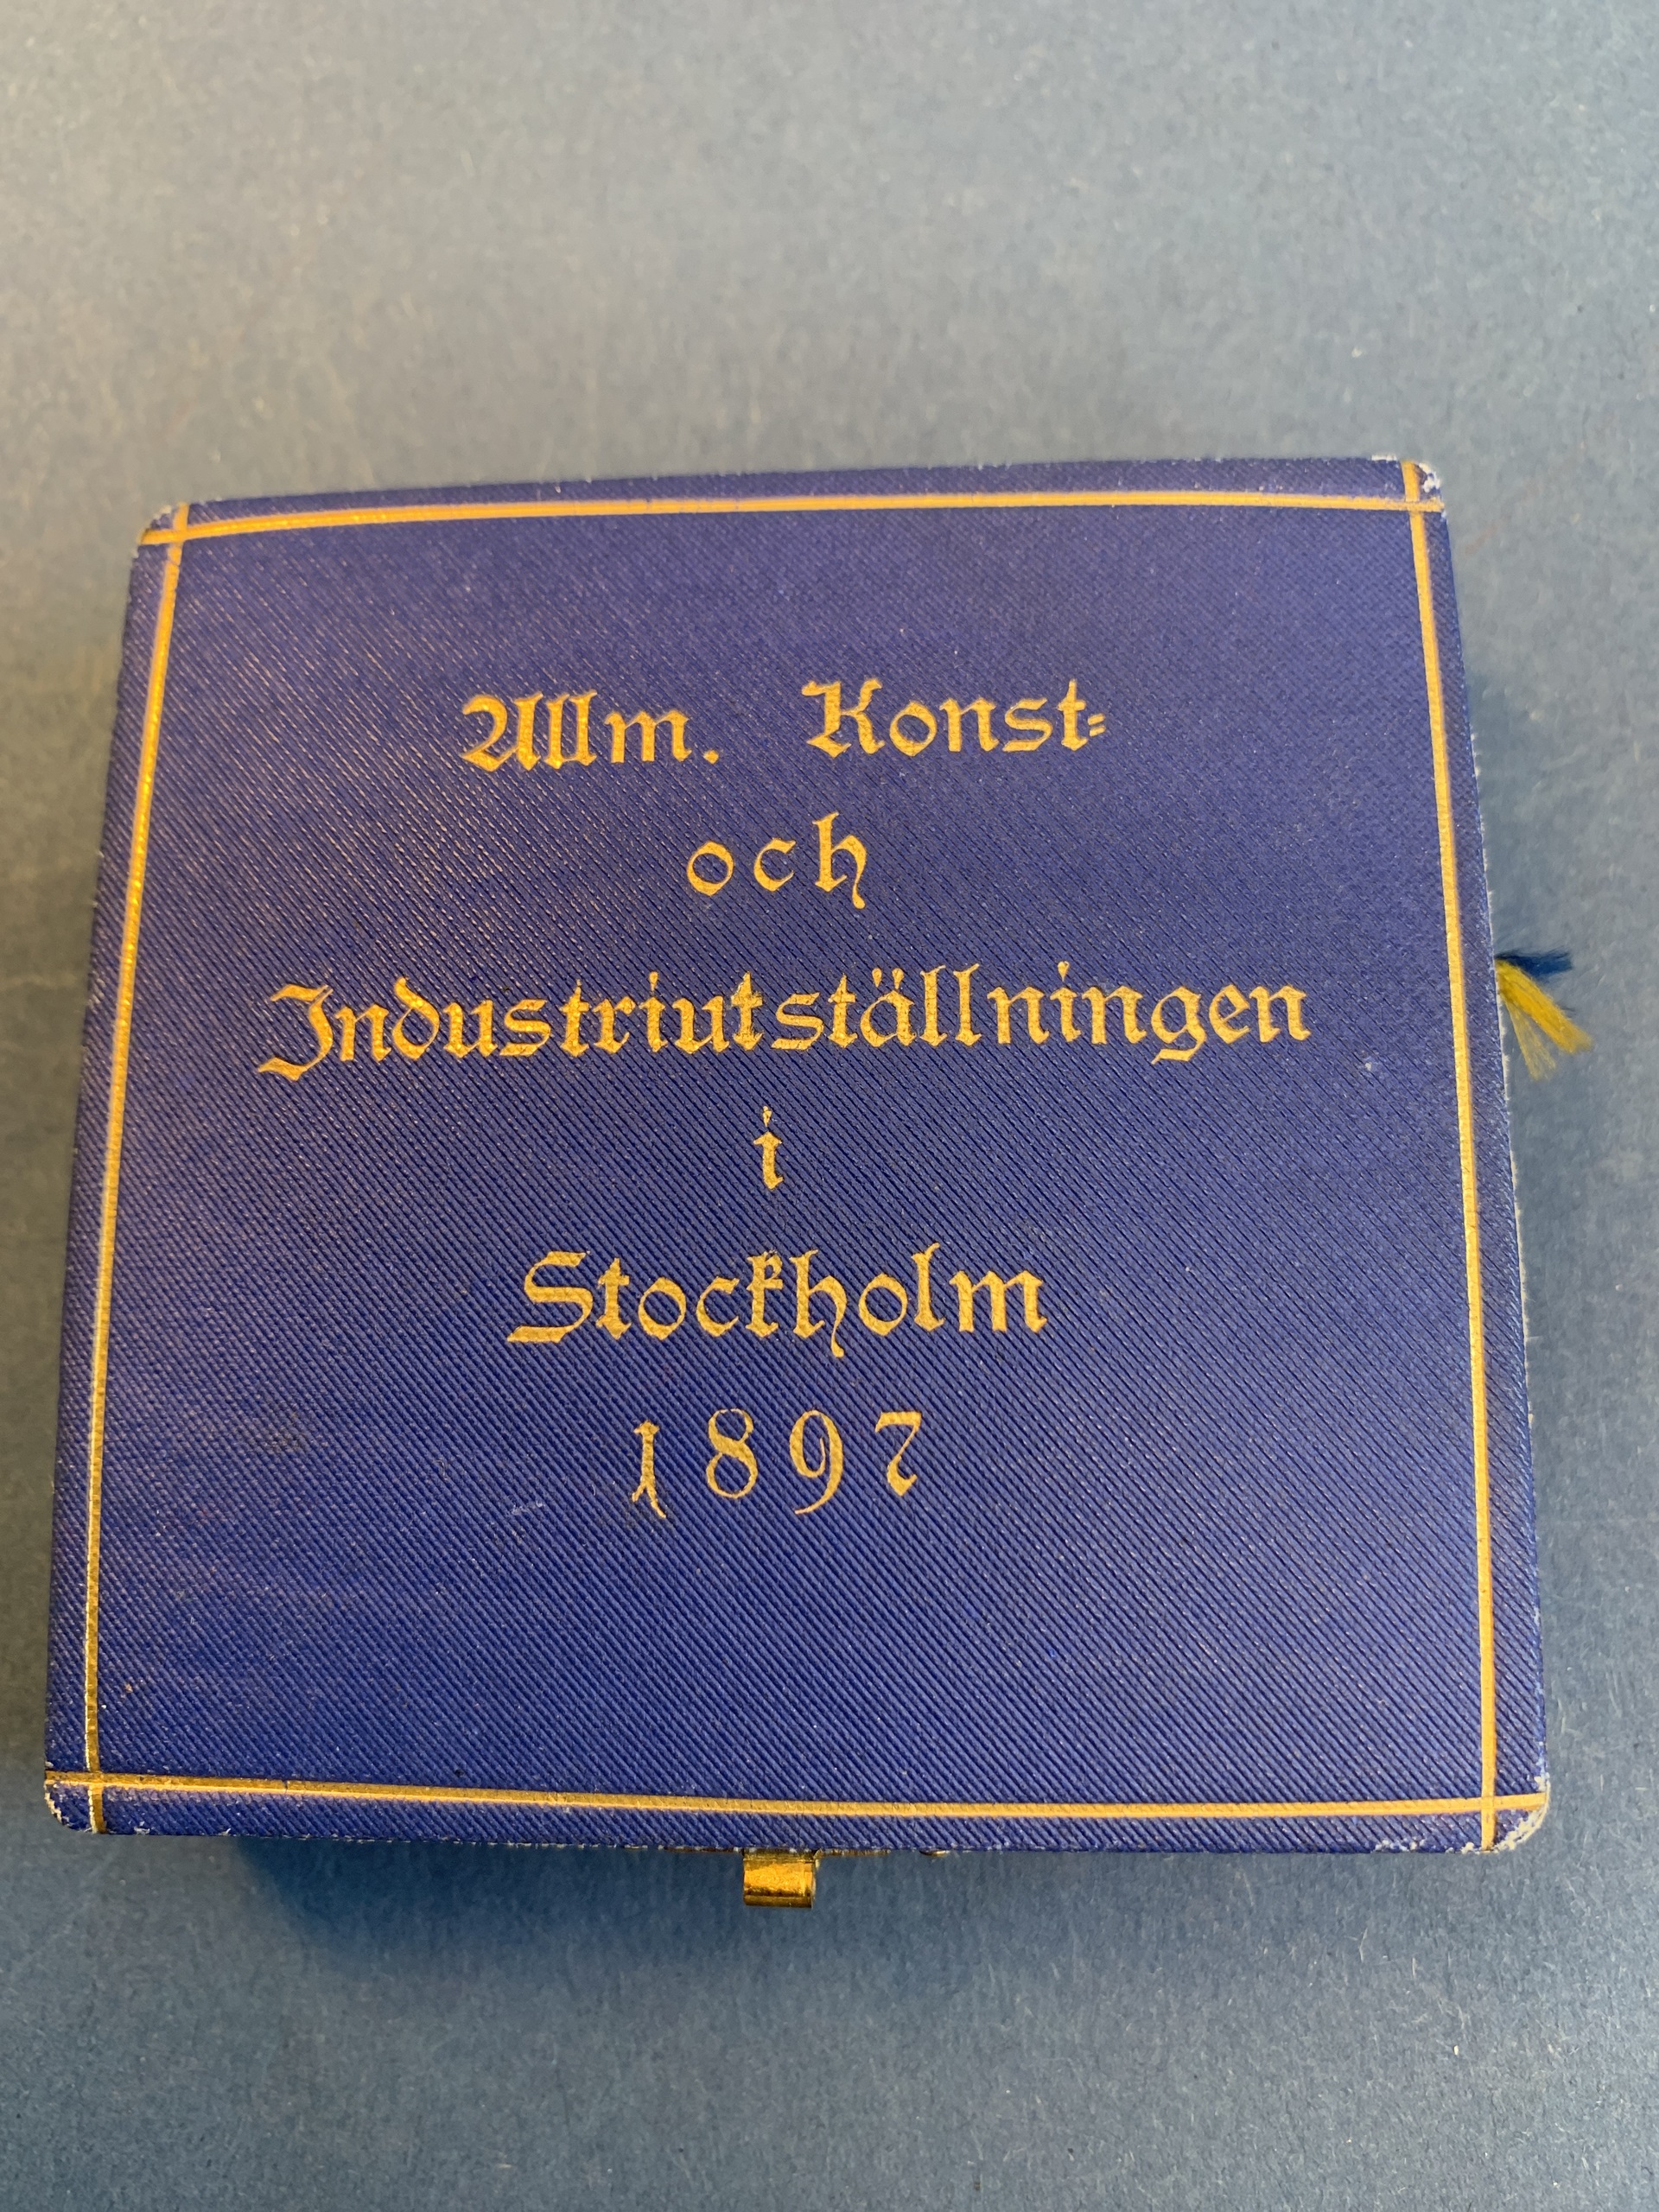 Allm. Konst=
och
Industriutställningen
i
Stockholm
1897